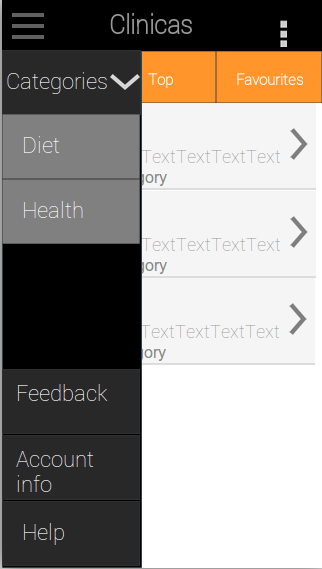 Clinicas
Categories
Top
Favourites
Diet
TextTextTextText
gory
Health
TextTextTextText
gory
TextTextTextText
gory
Feedback
Account
info
Help